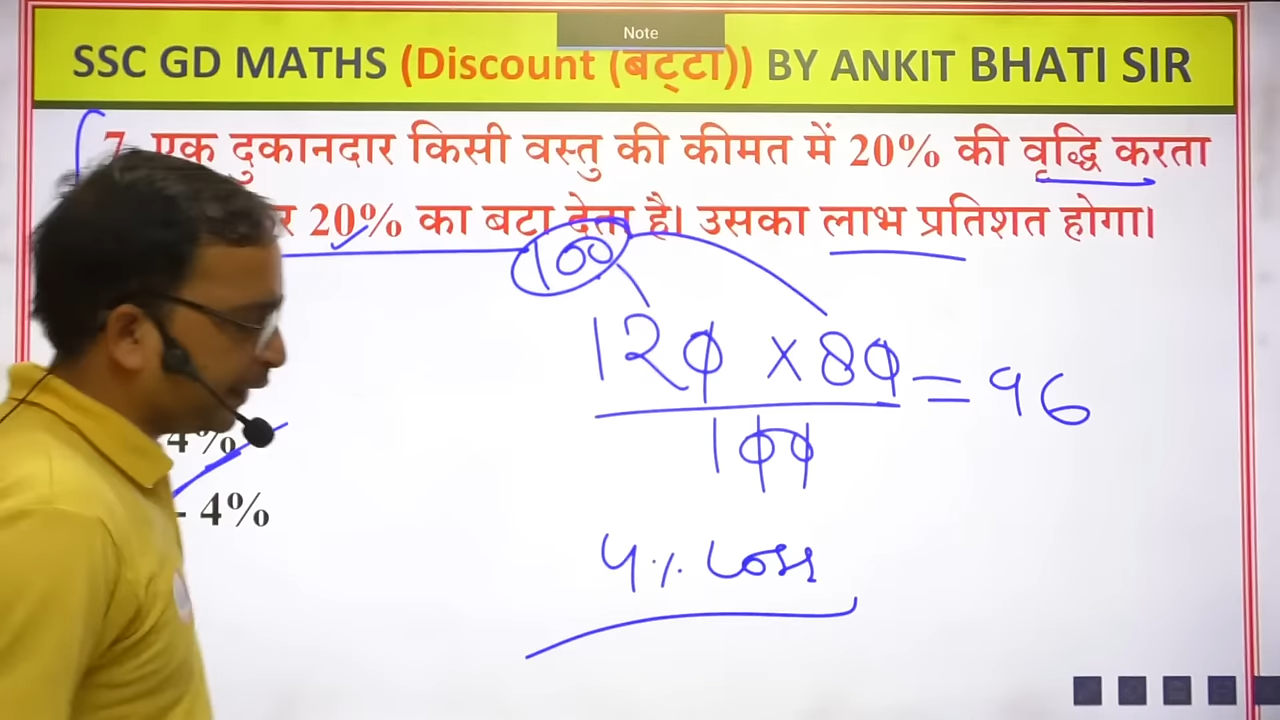 Note
SSC GD MATHS (Discount (बट्टा)) BY ANKIT BHATI SIR
7. एक दुकानदार किसी वस्तु की कीमत में 20% की वृद्धि करता
20% का बटा देता है। उसका लाभ प्रतिशत होगा।
100
120 × 80 = 96
100
4%
- 4%
4% Loss